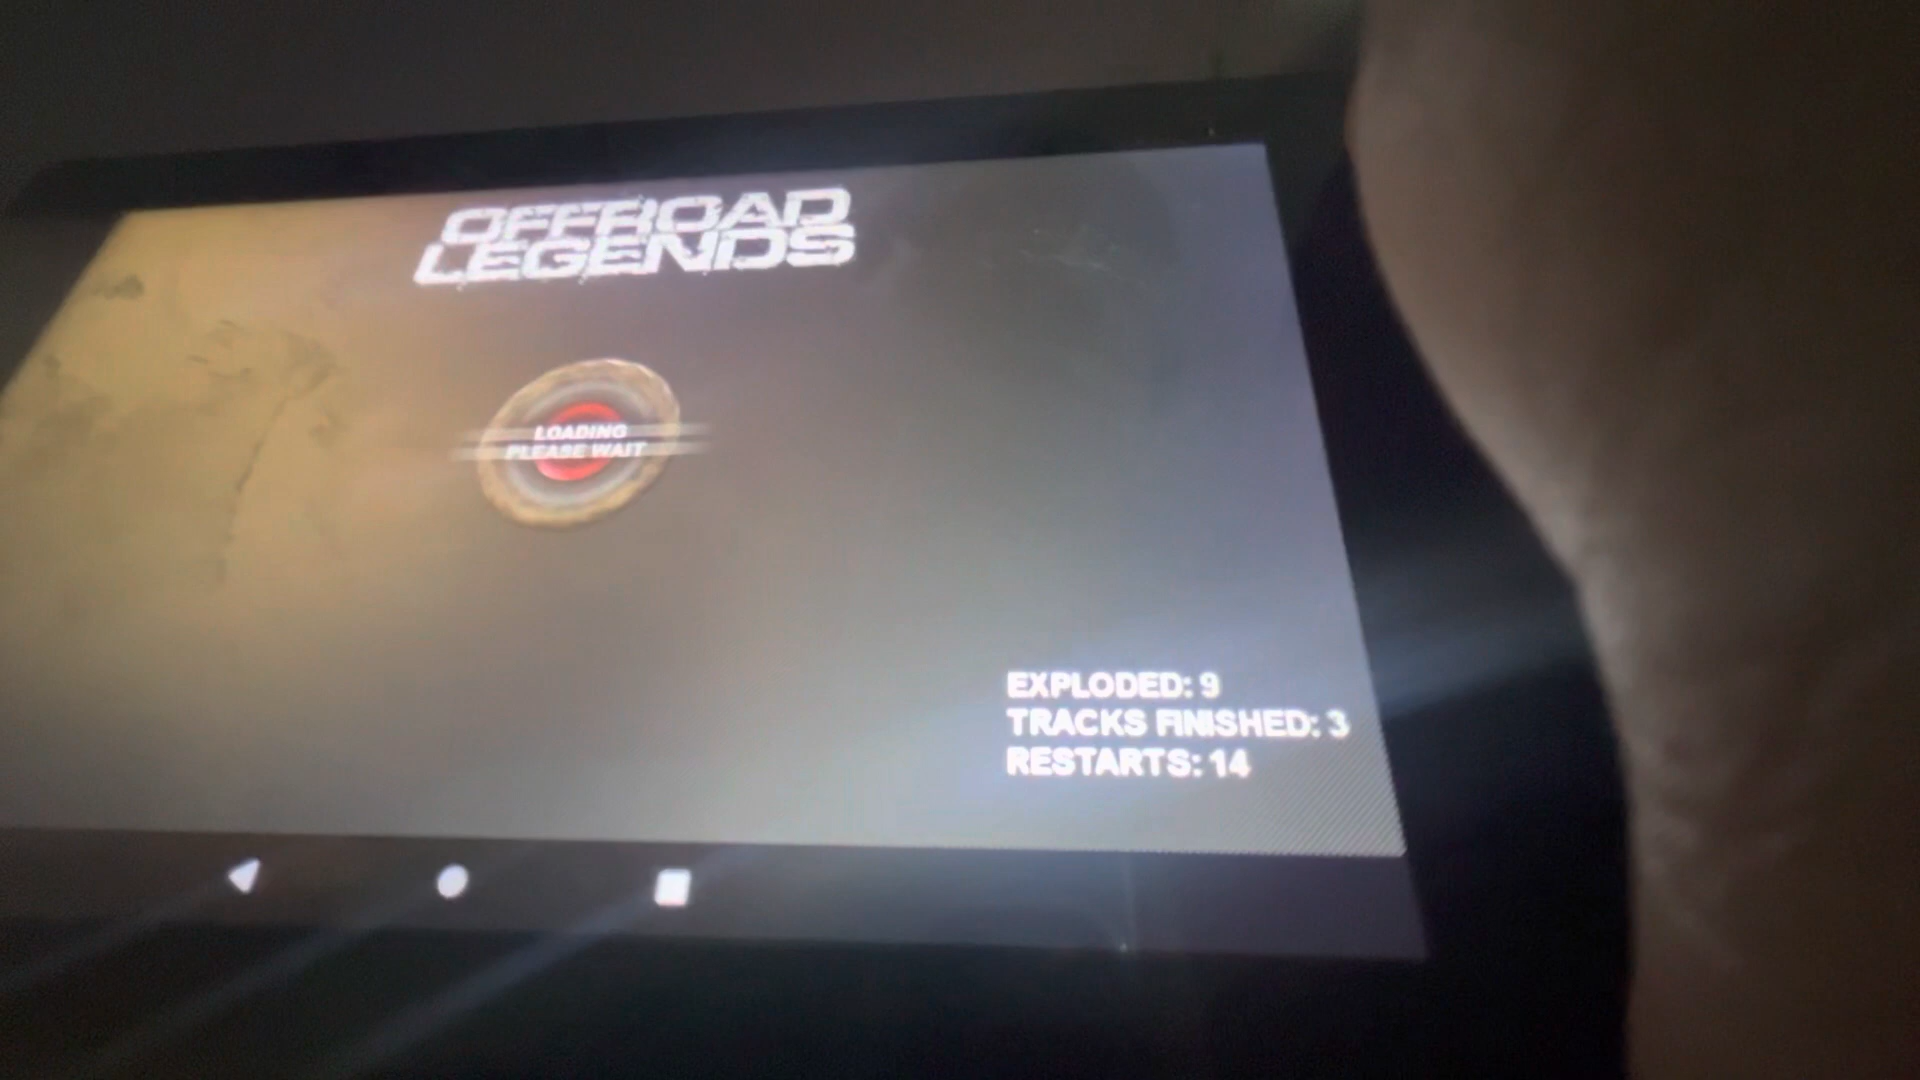 OFFROAD
LEGENDS
LOADING
PLEASE WAIT
EXPLODED: 9
TRACKS FINISHED: 3
RESTARTS: 14